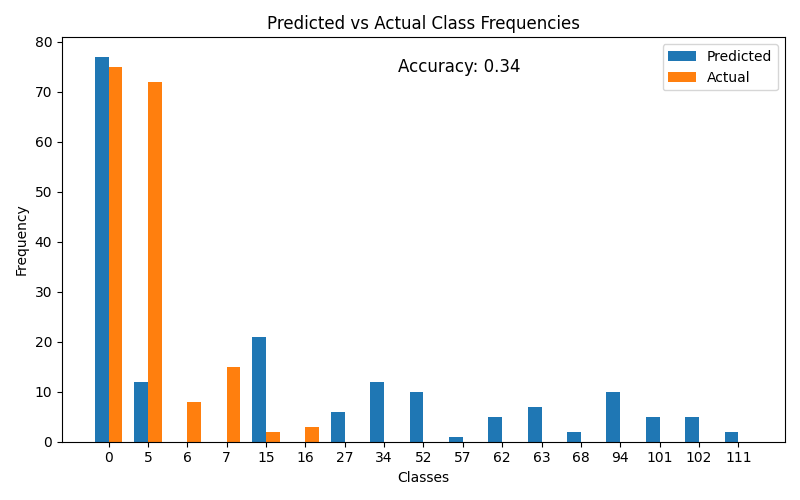 Predicted vs Actual Class Frequencies
Accuracy: 0.34
Predicted
Actual
80
70
60
50
40
30
20
10
0
Frequency
0 5 6 7 15 16 27 34 52 57 62 63 68 94 101 102 111
Classes